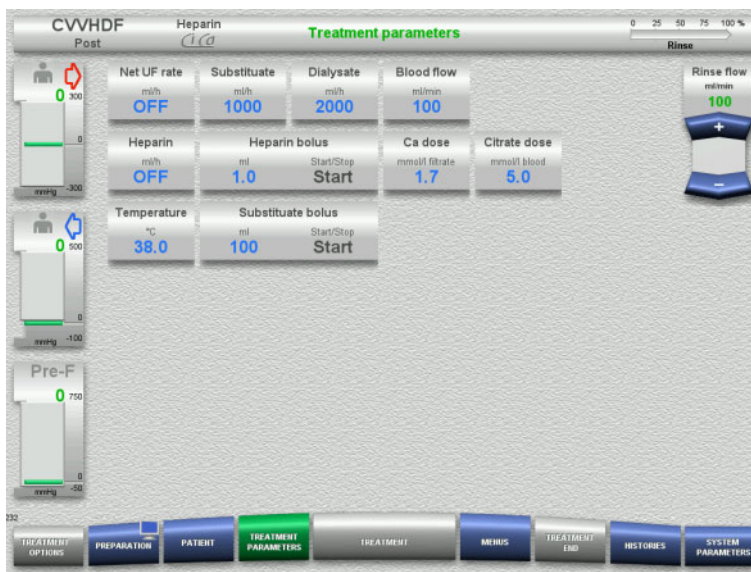 CVVHDF
Post
Heparin
Ci Ca
Treatment parameters
0 25 50 75 100 %
Rinse
0 300
0
mmHg -300
Net UF rate
ml/h
OFF
Substituate
ml/h
1000
Dialysate
ml/h
2000
Blood flow
ml/min
100
Rinse flow
ml/min
100
+
–
Heparin
ml/h
OFF
Heparin bolus
ml Start/Stop
1.0 Start
Ca dose
mmol/l filtrate
1.7
Citrate dose
mmol/l blood
5.0
0 500
0
mmHg -100
Temperature
°C
38.0
Substituate bolus
ml Start/Stop
100 Start
Pre-F
0 750
0
mmHg -50
232
TREATMENT
OPTIONS
PREPARATION
PATIENT
TREATMENT
PARAMETERS
TREATMENT
MENUS
TREATMENT
END
HISTORIES
SYSTEM
PARAMETERS